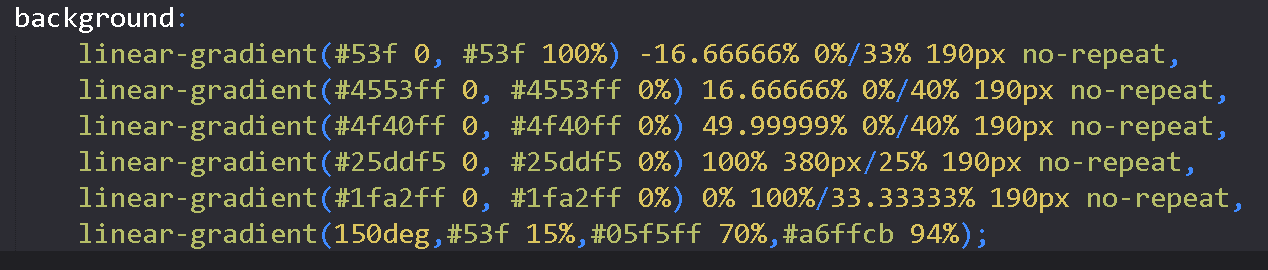 background:
linear-gradient(#53f 0, #53f 100%) -16.66666% 0%/33% 190px no-repeat,
linear-gradient(#4553ff 0, #4553ff 0%) 16.66666% 0%/40% 190px no-repeat,
linear-gradient(#4f40ff 0, #4f40ff 0%) 49.99999% 0%/40% 190px no-repeat,
linear-gradient(#25ddf5 0, #25ddf5 0%) 100% 380px/25% 190px no-repeat,
linear-gradient(#1fa2ff 0, #1fa2ff 0%) 0% 100%/33.33333% 190px no-repeat,
linear-gradient(150deg,#53f 15%,#05f5ff 70%,#a6ffcb 94%);